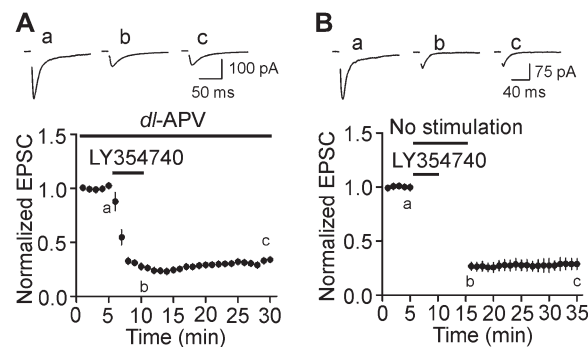 A
B
a b c
a b c
100 pA
50 ms
75 pA
40 ms
dl-APV
LY354740
No stimulation
LY354740
Normalized EPSC
1.5
1.0
0.5
0.0
a
b
c
0 5 10 15 20 25 30
Time (min)
Normalized EPSC
1.5
1.0
0.5
0.0
a
b
c
0 5 10 15 20 25 30 35
Time (min)